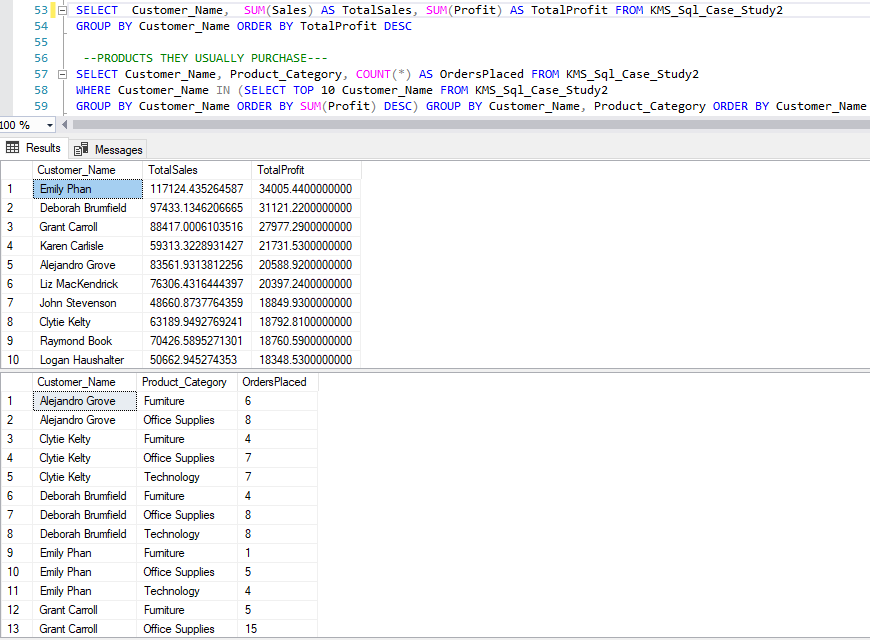 53 SELECT Customer_Name, SUM(Sales) AS TotalSales, SUM(Profit) AS TotalProfit FROM KMS_Sql_Case_Study2
54 GROUP BY Customer_Name ORDER BY TotalProfit DESC
55
56 --PRODUCTS THEY USUALLY PURCHASE---
57 SELECT Customer_Name, Product_Category, COUNT(*) AS OrdersPlaced FROM KMS_Sql_Case_Study2
58 WHERE Customer_Name IN (SELECT TOP 10 Customer_Name FROM KMS_Sql_Case_Study2
59 GROUP BY Customer_Name ORDER BY SUM(Profit) DESC) GROUP BY Customer_Name, Product_Category ORDER BY Customer_Name
100 %
Results Messages
Customer_Name TotalSales TotalProfit
1 Emily Phan 117124.435264587 34005.4400000000
2 Deborah Brumfield 97433.1346206665 31121.2200000000
3 Grant Carroll 88417.0006103516 27977.2900000000
4 Karen Carlisle 59313.3228931427 21731.5300000000
5 Alejandro Grove 83561.9313812256 20588.9200000000
6 Liz MacKendrick 76306.4316444397 20397.2400000000
7 John Stevenson 48660.8737764359 18849.9300000000
8 Clytie Kelty 63189.9492769241 18792.8100000000
9 Raymond Book 70426.5895271301 18760.5900000000
10 Logan Haushalter 50662.945274353 18348.5300000000
Customer_Name Product_Category OrdersPlaced
1 Alejandro Grove Furniture 6
2 Alejandro Grove Office Supplies 8
3 Clytie Kelty Furniture 4
4 Clytie Kelty Office Supplies 7
5 Clytie Kelty Technology 7
6 Deborah Brumfield Furniture 4
7 Deborah Brumfield Office Supplies 8
8 Deborah Brumfield Technology 8
9 Emily Phan Furniture 1
10 Emily Phan Office Supplies 5
11 Emily Phan Technology 4
12 Grant Carroll Furniture 5
13 Grant Carroll Office Supplies 15